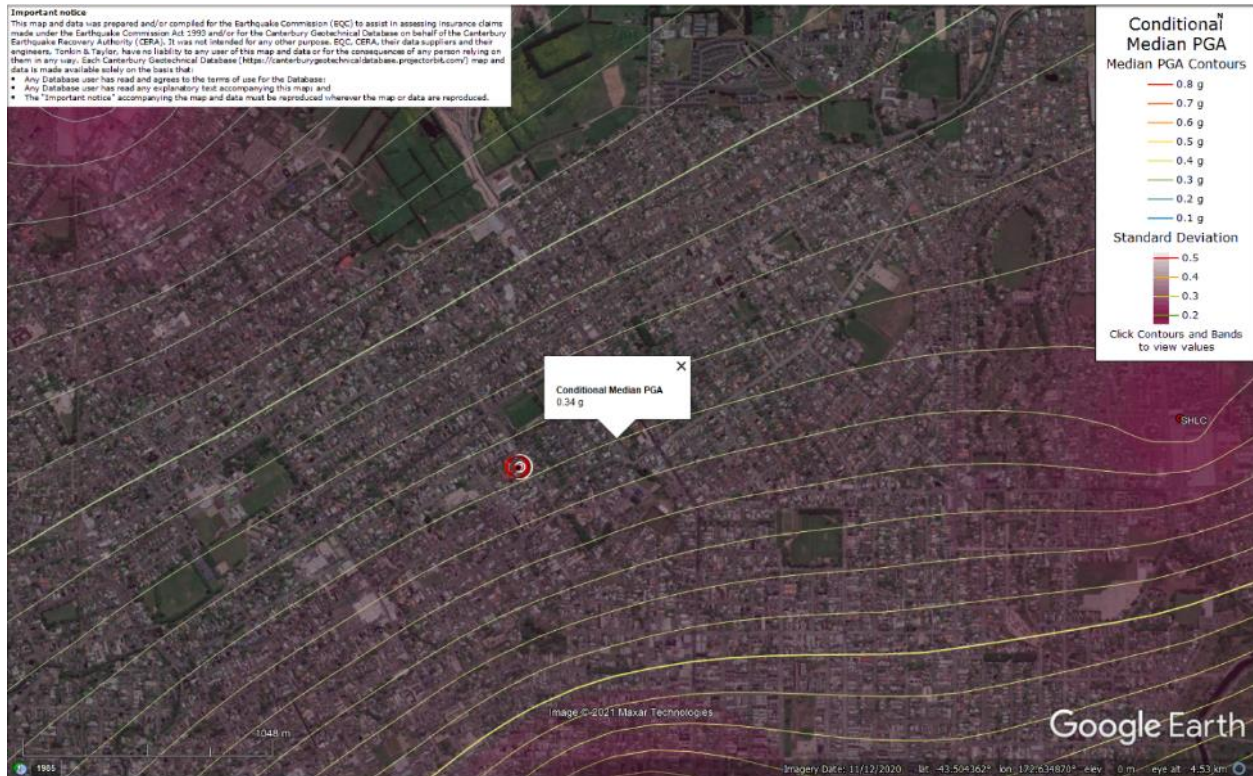 Important notice
This map and data was prepared and/or compiled for the Earthquake Commission (EQC) to assist in assessing insurance claims
made under the Earthquake Commission Act 1993 and/or for the Canterbury Geotechnical Database on behalf of the Canterbury
Earthquake Recovery Authority (CERA). It was not intended for any other purpose. EQC, CERA, their data suppliers and their
engineers, Tonkin & Taylor, have no liability to any user of this map and data or for the consequences of any person relying on
them in any way. Each Canterbury Geotechnical Database (https://canterburygeotechnicaldatabase.projectorbit.com/) map and
data is made available solely on the basis that:
• Any Database user has read and agrees to the terms of use for the Database;
• Any Database user has read any explanatory text accompanying this map; and
• The "Important notice" accompanying the map and data must be reproduced wherever the map or data are reproduced.
N
Conditional
Median PGA
Median PGA Contours
0.8 g
0.7 g
0.6 g
0.5 g
0.4 g
0.3 g
0.2 g
0.1 g
Standard Deviation
0.5
0.4
0.3
0.2
Click Contours and Bands
to view values
Conditional Median PGA
0.34 g
SHLC
Image © 2021 Maxar Technologies
1048 m
Google Earth
1985
Imagery Date: 11/12/2020 lat -43.504362° lon 172.634870° elev 0 m eye alt 4.53 km